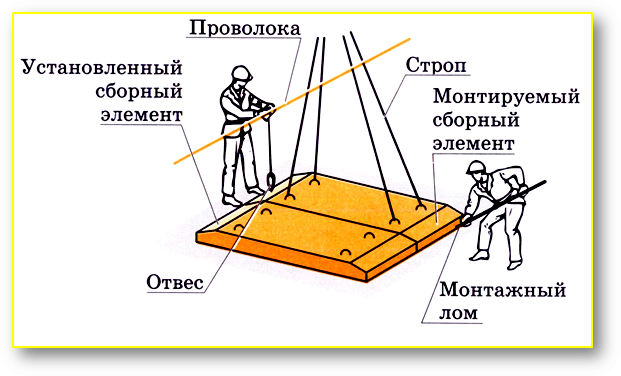 Проволока
Установленный
сборный
элемент
Строп
Монтируемый
сборный
элемент
Отвес
Монтажный
лом